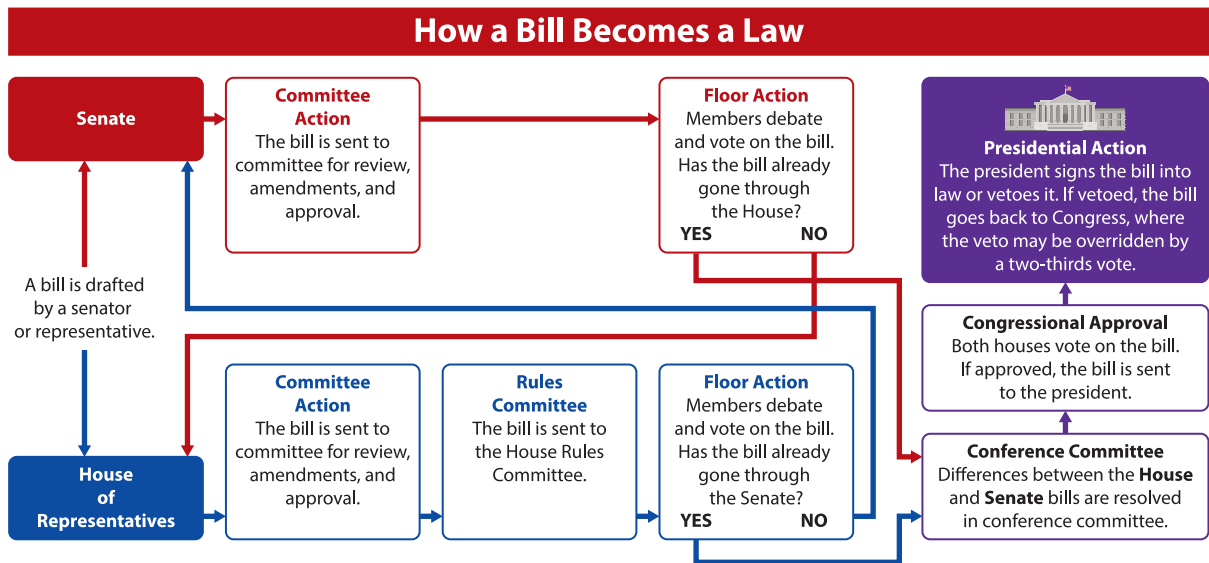 How a Bill Becomes a Law
Senate
Committee
Action
The bill is sent to
committee for review,
amendments, and
approval.
Floor Action
Members debate
and vote on the bill.
Has the bill already
gone through
the House?
YES NO
Presidential Action
The president signs the bill into
law or vetoes it. If vetoed, the bill
goes back to Congress, where
the veto may be overridden by
a two-thirds vote.
A bill is drafted
by a senator
or representative.
Congressional Approval
Both houses vote on the bill.
If approved, the bill is sent
to the president.
House
of
Representatives
Committee
Action
The bill is sent to
committee for review,
amendments, and
approval.
Rules
Committee
The bill is sent to
the House Rules
Committee.
Floor Action
Members debate
and vote on the bill.
Has the bill already
gone through
the Senate?
YES NO
Conference Committee
Differences between the House
and Senate bills are resolved
in conference committee.